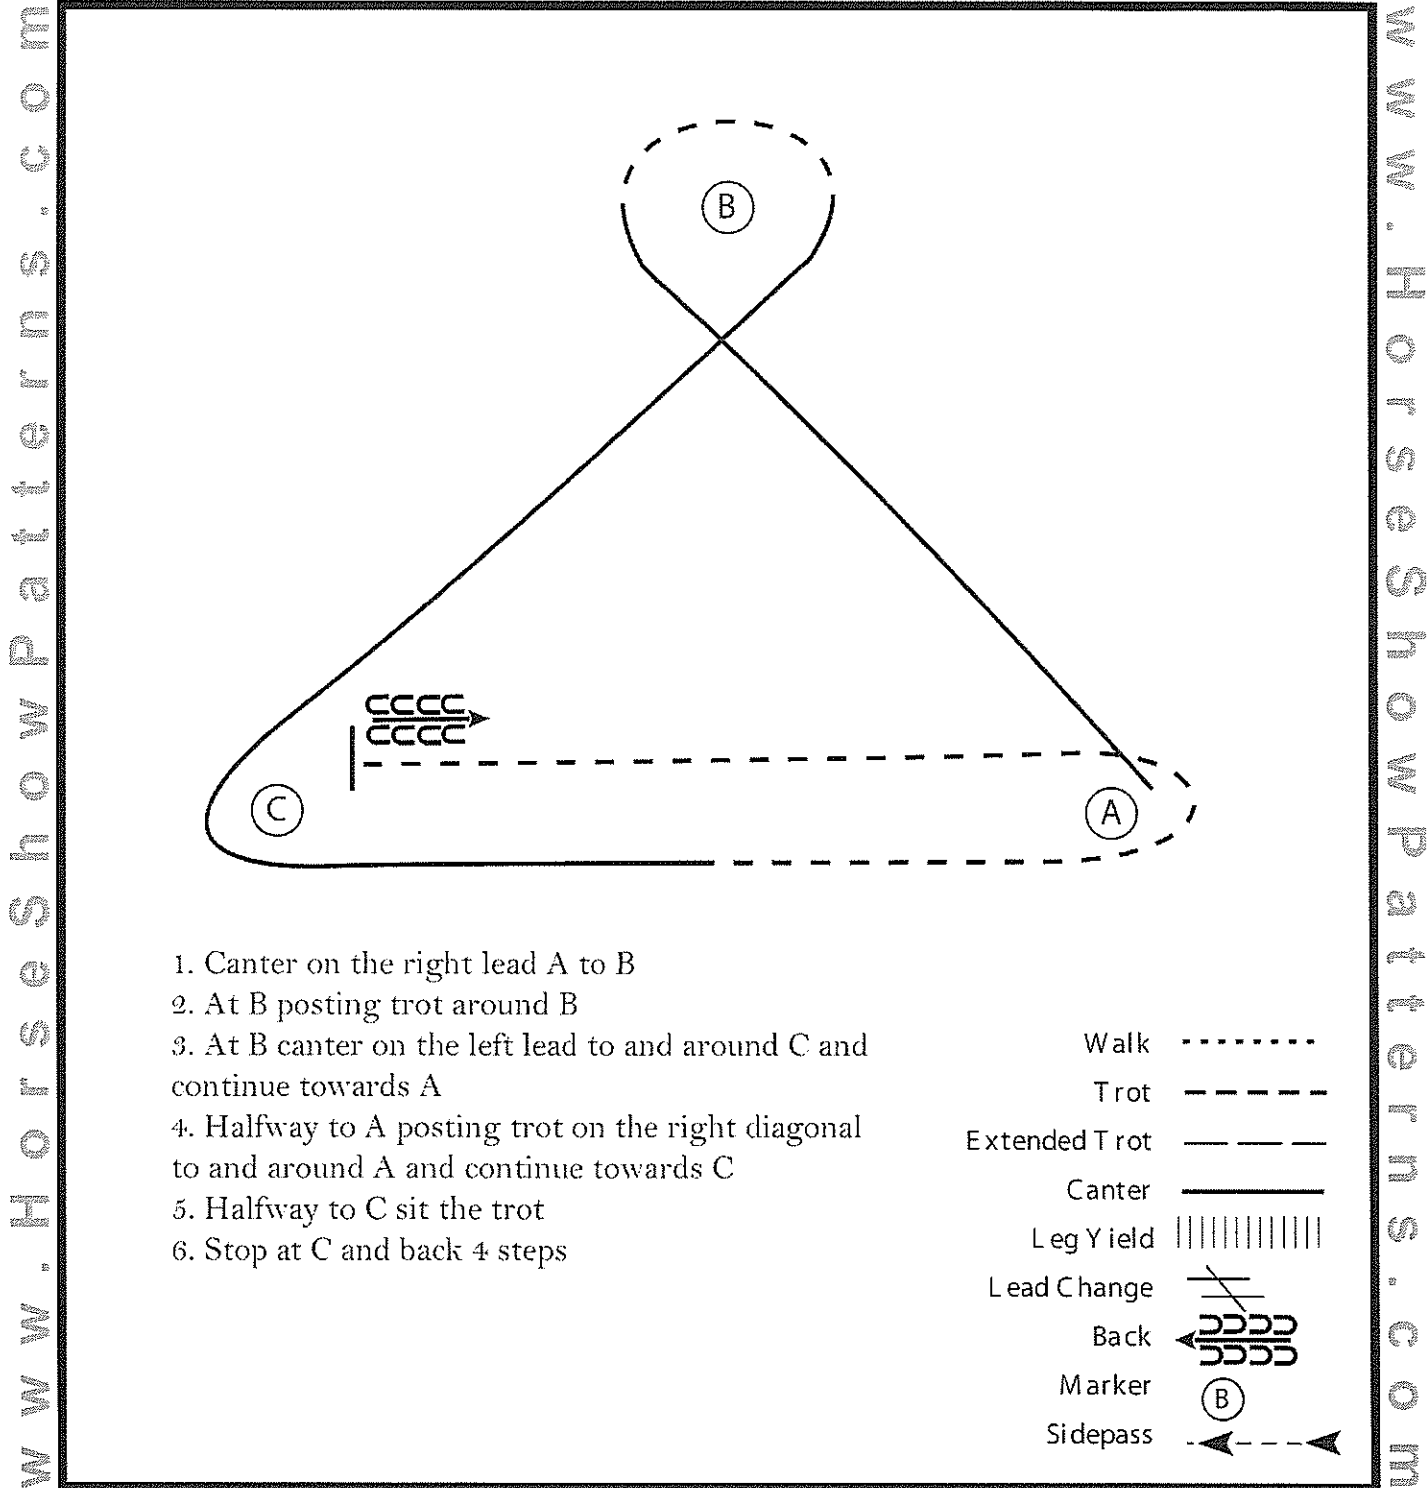 www.HorseShowPatterns.com
www.HorseShowPatterns.com
B
C
A
1. Canter on the right lead A to B
2. At B posting trot around B
3. At B canter on the left lead to and around C and
continue towards A
4. Halfway to A posting trot on the right diagonal
to and around A and continue towards C
5. Halfway to C sit the trot
6. Stop at C and back 4 steps
Walk
Trot
Extended Trot
Canter
Leg Yield
Lead Change
Back
Marker B
Sidepass